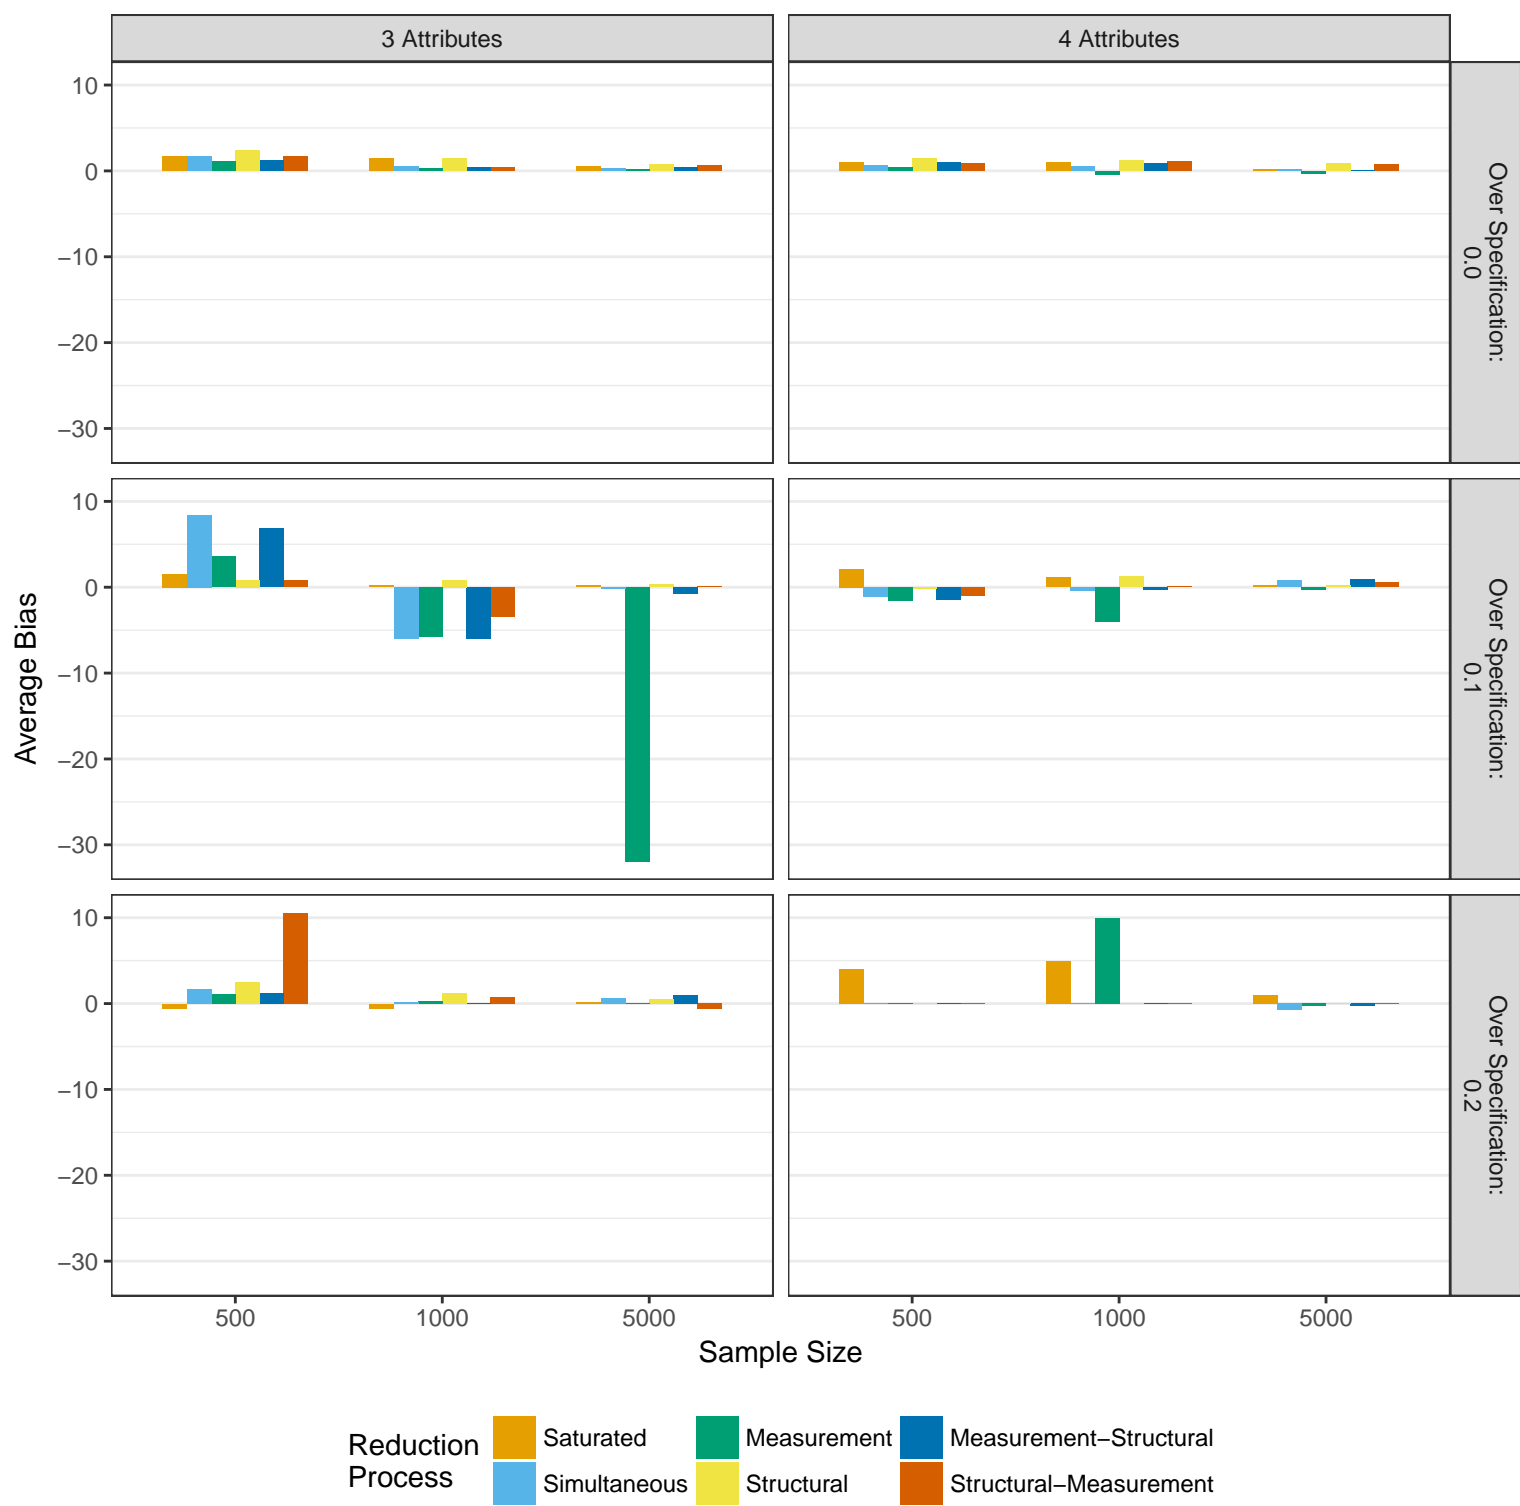 3 Attributes
4 Attributes
10
0
−10
−20
−30
Over Specification:
0.0
10
0
−10
−20
−30
Over Specification:
0.1
10
0
−10
−20
−30
Over Specification:
0.2
Average Bias
500
1000
5000
500
1000
5000
Sample Size
Reduction
Process
Saturated
Simultaneous
Measurement
Structural
Measurement−Structural
Structural−Measurement